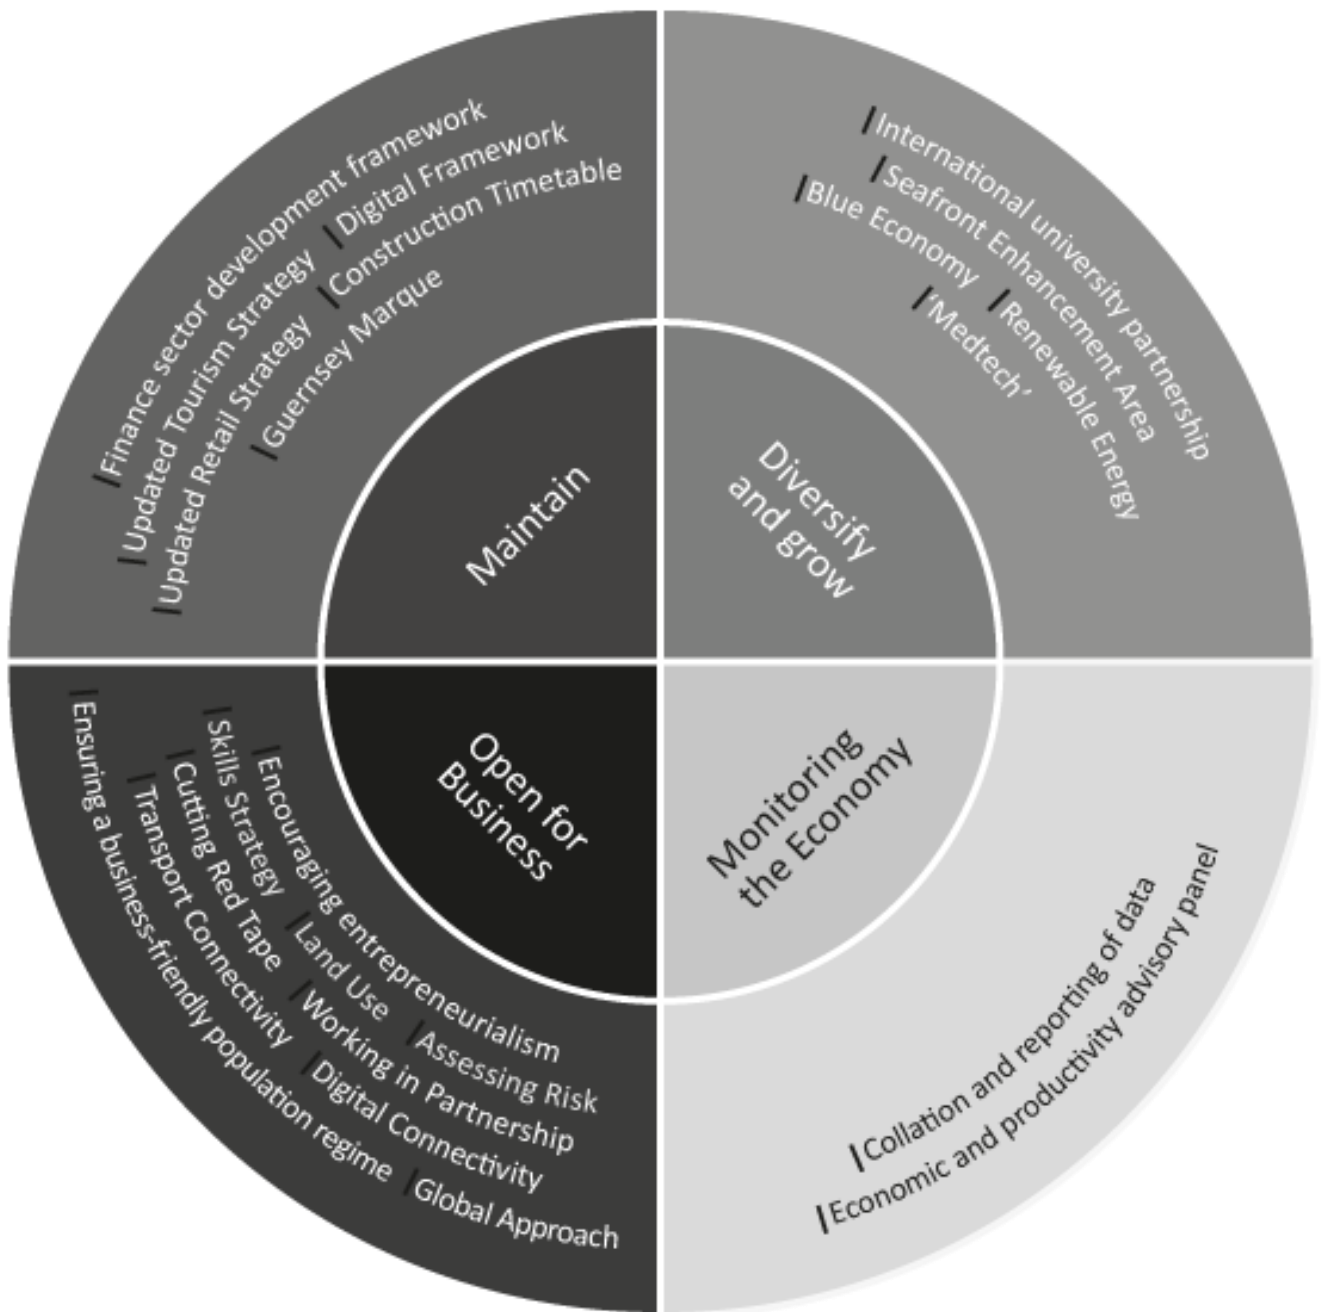 Finance sector development framework
Updated Tourism Strategy
Digital Framework
Updated Retail Strategy
Construction Timetable
Guernsey Marque
Maintain
International university partnership
Seafront Enhancement Area
Blue Economy
Renewable Energy
‘Medtech’
Diversify
and grow
Open for
Business
Encouraging entrepreneurialism
Skills Strategy
Land Use
Assessing Risk
Cutting Red Tape
Working in Partnership
Transport Connectivity
Digital Connectivity
Ensuring a business-friendly population regime
Global Approach
Monitoring
the Economy
Collation and reporting of data
Economic and productivity advisory panel